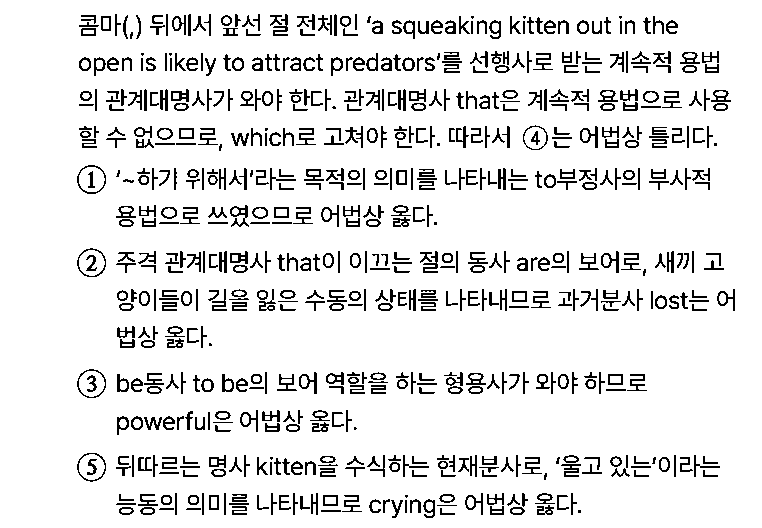 콤마(,) 뒤에서 앞선 절 전체인 ‘a squeaking kitten out in the
open is likely to attract predators’를 선행사로 받는 계속적 용법
의 관계대명사가 와야 한다. 관계대명사 that은 계속적 용법으로 사용
할 수 없으므로, which로 고쳐야 한다. 따라서 ④는 어법상 틀리다.
① ‘~하기 위해서’라는 목적의 의미를 나타내는 to부정사의 부사적
용법으로 쓰였으므로 어법상 옳다.
② 주격 관계대명사 that이 이끄는 절의 동사 are의 보어로, 새끼 고
양이들이 길을 잃은 수동의 상태를 나타내므로 과거분사 lost는 어
법상 옳다.
③ be동사 to be의 보어 역할을 하는 형용사가 와야 하므로
powerful은 어법상 옳다.
⑤ 뒤따르는 명사 kitten을 수식하는 현재분사로, ‘울고 있는’이라는
능동의 의미를 나타내므로 crying은 어법상 옳다.